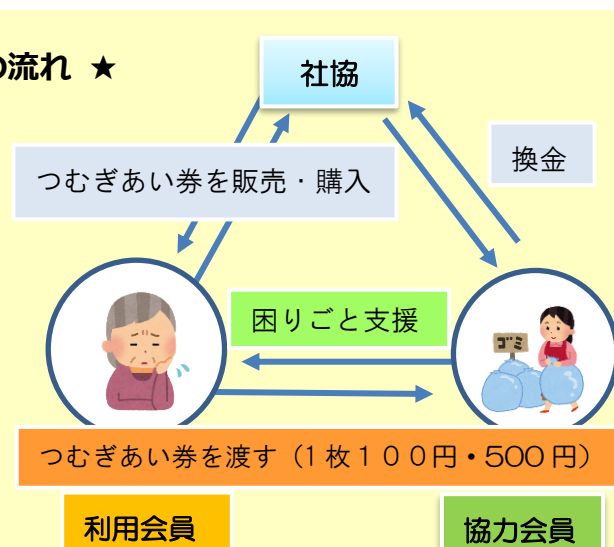 の流れ ★
社協
換金
つむぎあい券を販売・購入
困りごと支援
ゴミ
つむぎあい券を渡す（1枚１００円・500円）
利用会員
協力会員